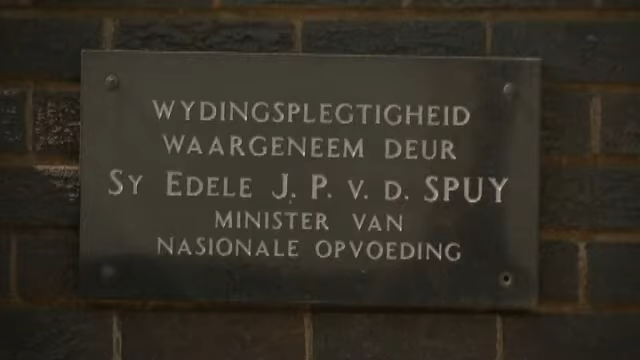 WYDINGSPLEGTIGHEID
WAARGENEEM DEUR
SY EDELE J. P. V. D. SPUY
MINISTER VAN
NASIONALE OPVOEDING